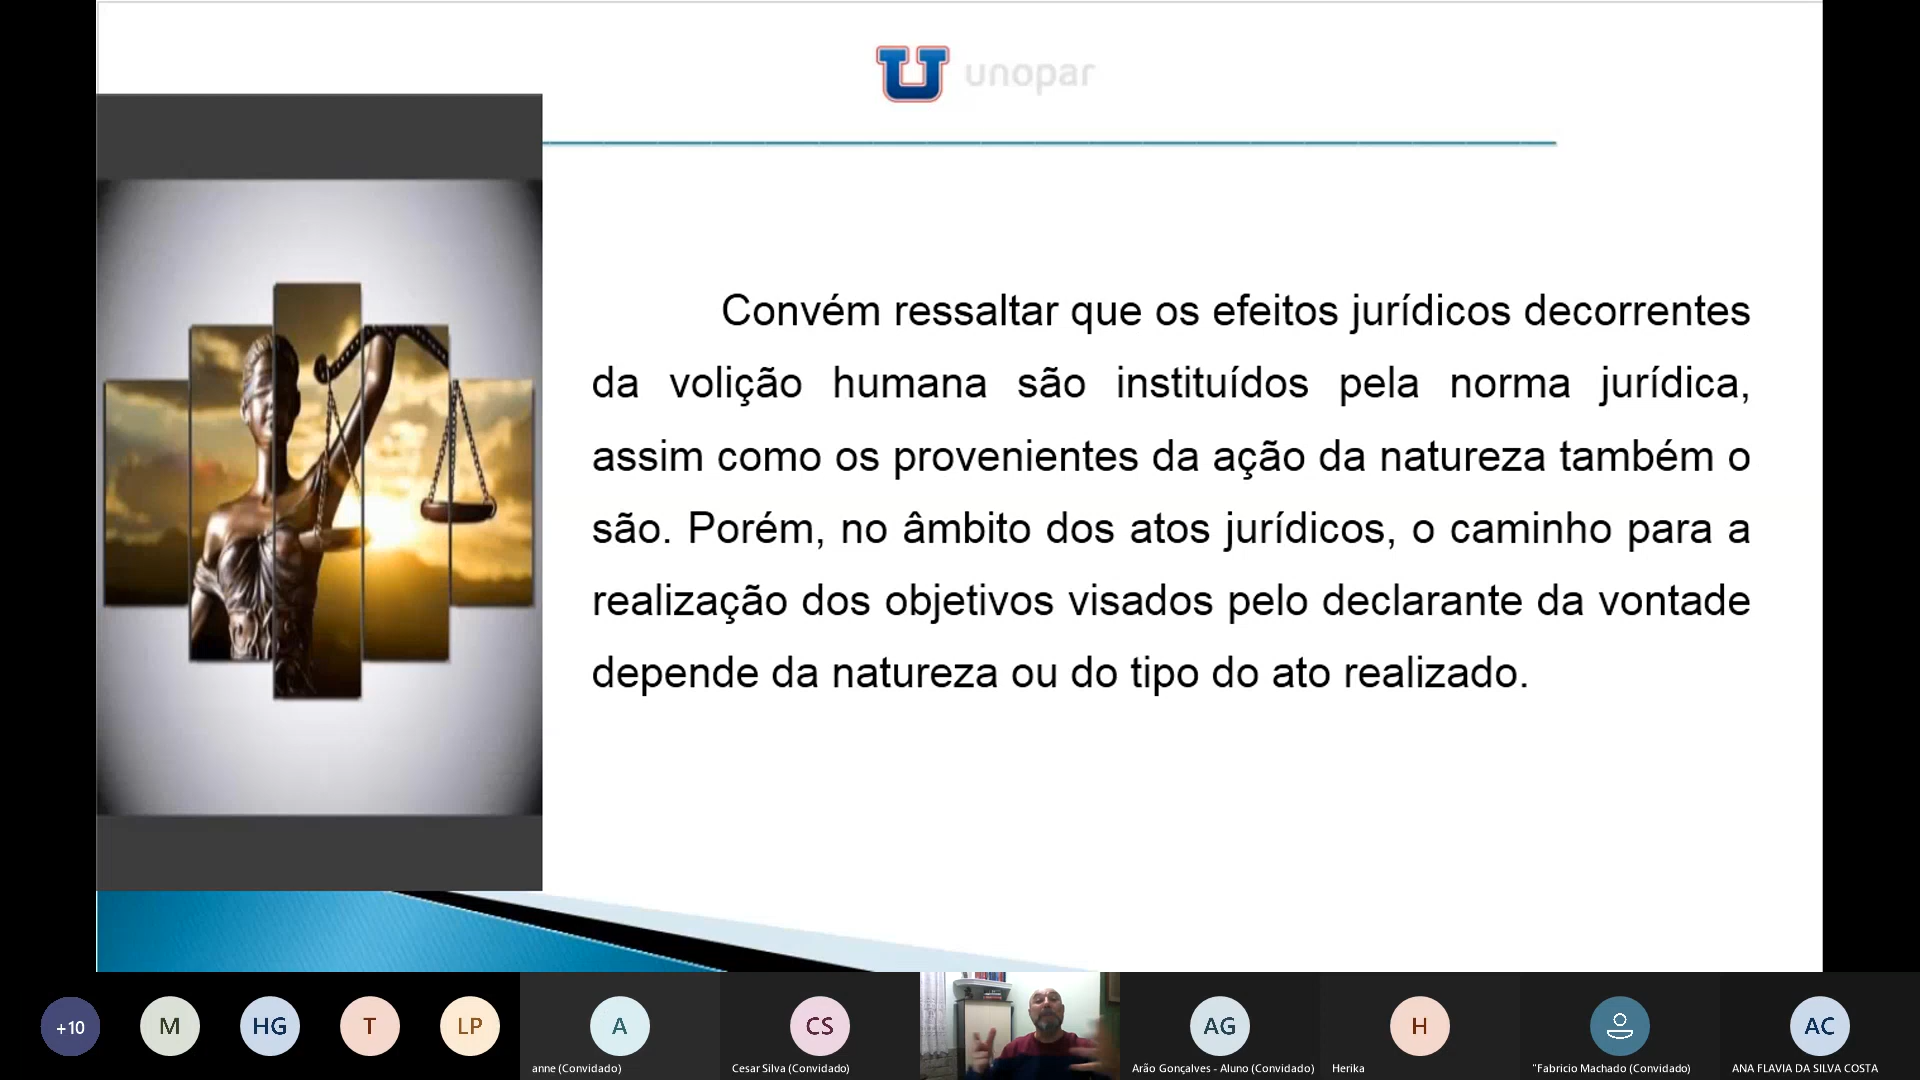 unopar
Convém ressaltar que os efeitos jurídicos decorrentes
da volição humana são instituídos pela norma jurídica,
assim como os provenientes da ação da natureza também o
são. Porém, no âmbito dos atos jurídicos, o caminho para a
realização dos objetivos visados pelo declarante da vontade
depende da natureza ou do tipo do ato realizado.
+10
M
HG
T
LP
A
CS
AG
H
AC
anne (Convidado)
Cesar Silva (Convidado)
Arão Gonçalves - Aluno (Convidado)
Herika
"Fabricio Machado (Convidado)
ANA FLAVIA DA SILVA COSTA